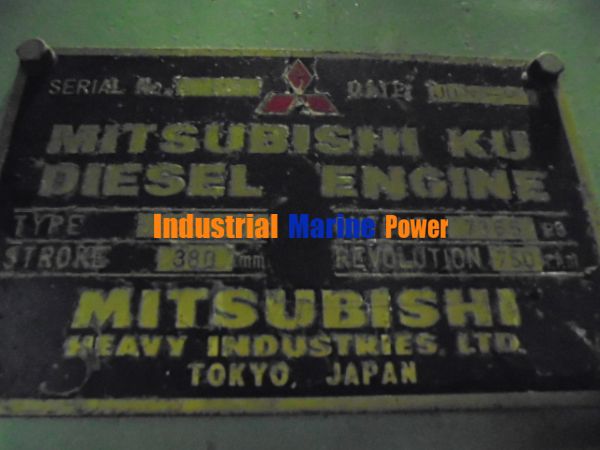 SERIAL No. DATE
MITSUBISHI KU
DIESEL ENGINE
TYPE PS
Industrial Marine Power
STROKE 380 mm REVOLUTION 750 rpm
MITSUBISHI
HEAVY INDUSTRIES, LTD.
TOKYO, JAPAN